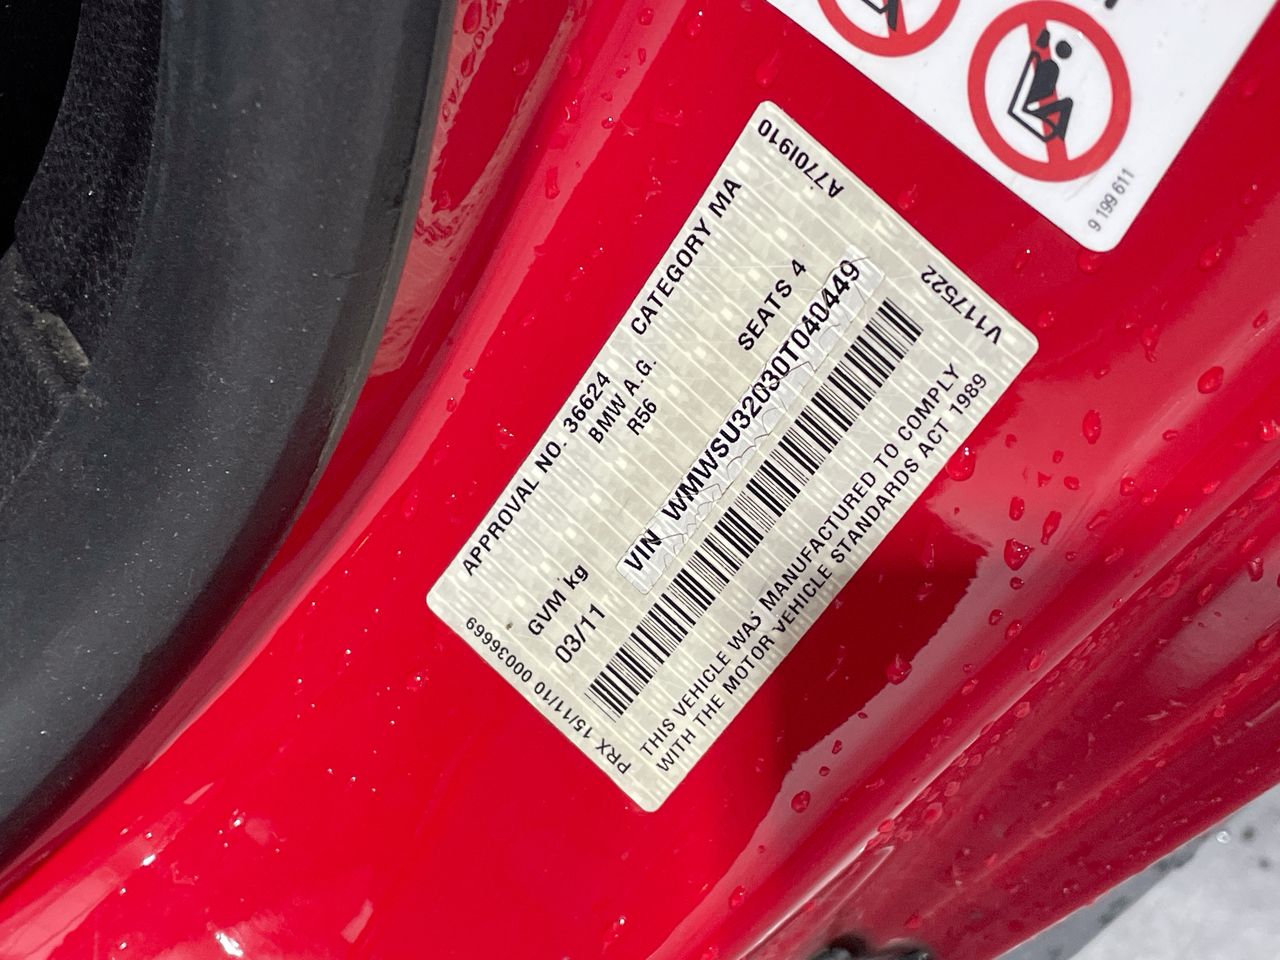 APPROVAL NO. 36624 CATEGORY MA
BMW A.G.
R56
SEATS 4
GVM kg
03/11
VIN WMWSU32030T040449
THIS VEHICLE WAS MANUFACTURED TO COMPLY
WITH THE MOTOR VEHICLE STANDARDS ACT 1989
PRX 15/11/10 00036669
A7701910
V117522
9 199 611